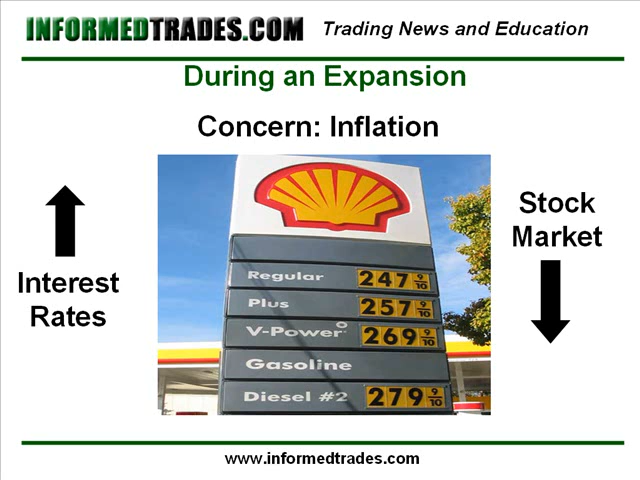 INFORMEDTRADES.COM Trading News and Education
During an Expansion
Concern: Inflation
Interest
Rates
Regular 247 9/10
Plus 257 9/10
V-Power 269 9/10
Gasoline
Diesel #2 279 9/10
Stock
Market
www.informedtrades.com